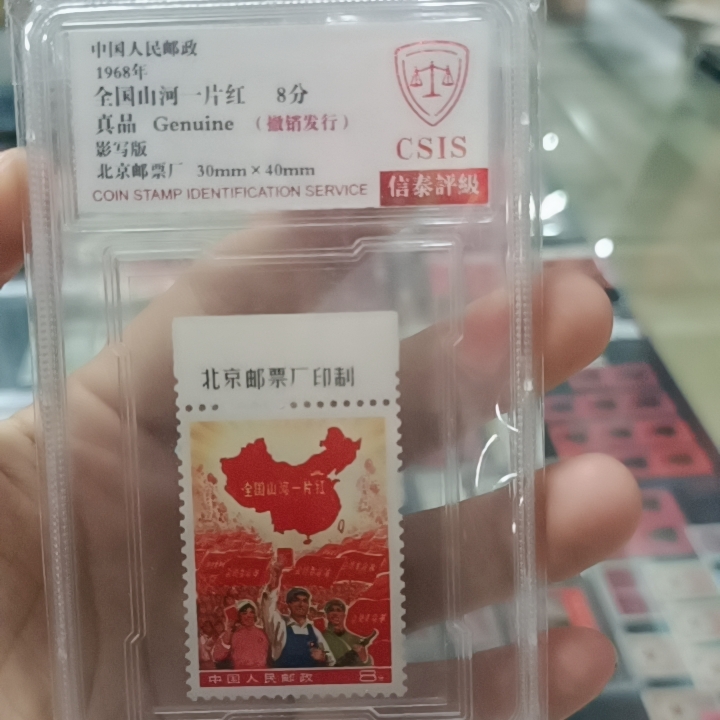 中国人民邮政
1968年
全国山河一片红 8分
真品 Genuine （撤销发行）
影写版
北京邮票厂 30mm×40mm
COIN STAMP IDENTIFICATION SERVICE
CSIS
信泰評級
北京邮票厂印制
全国山河一片红
中国人民邮政 8分